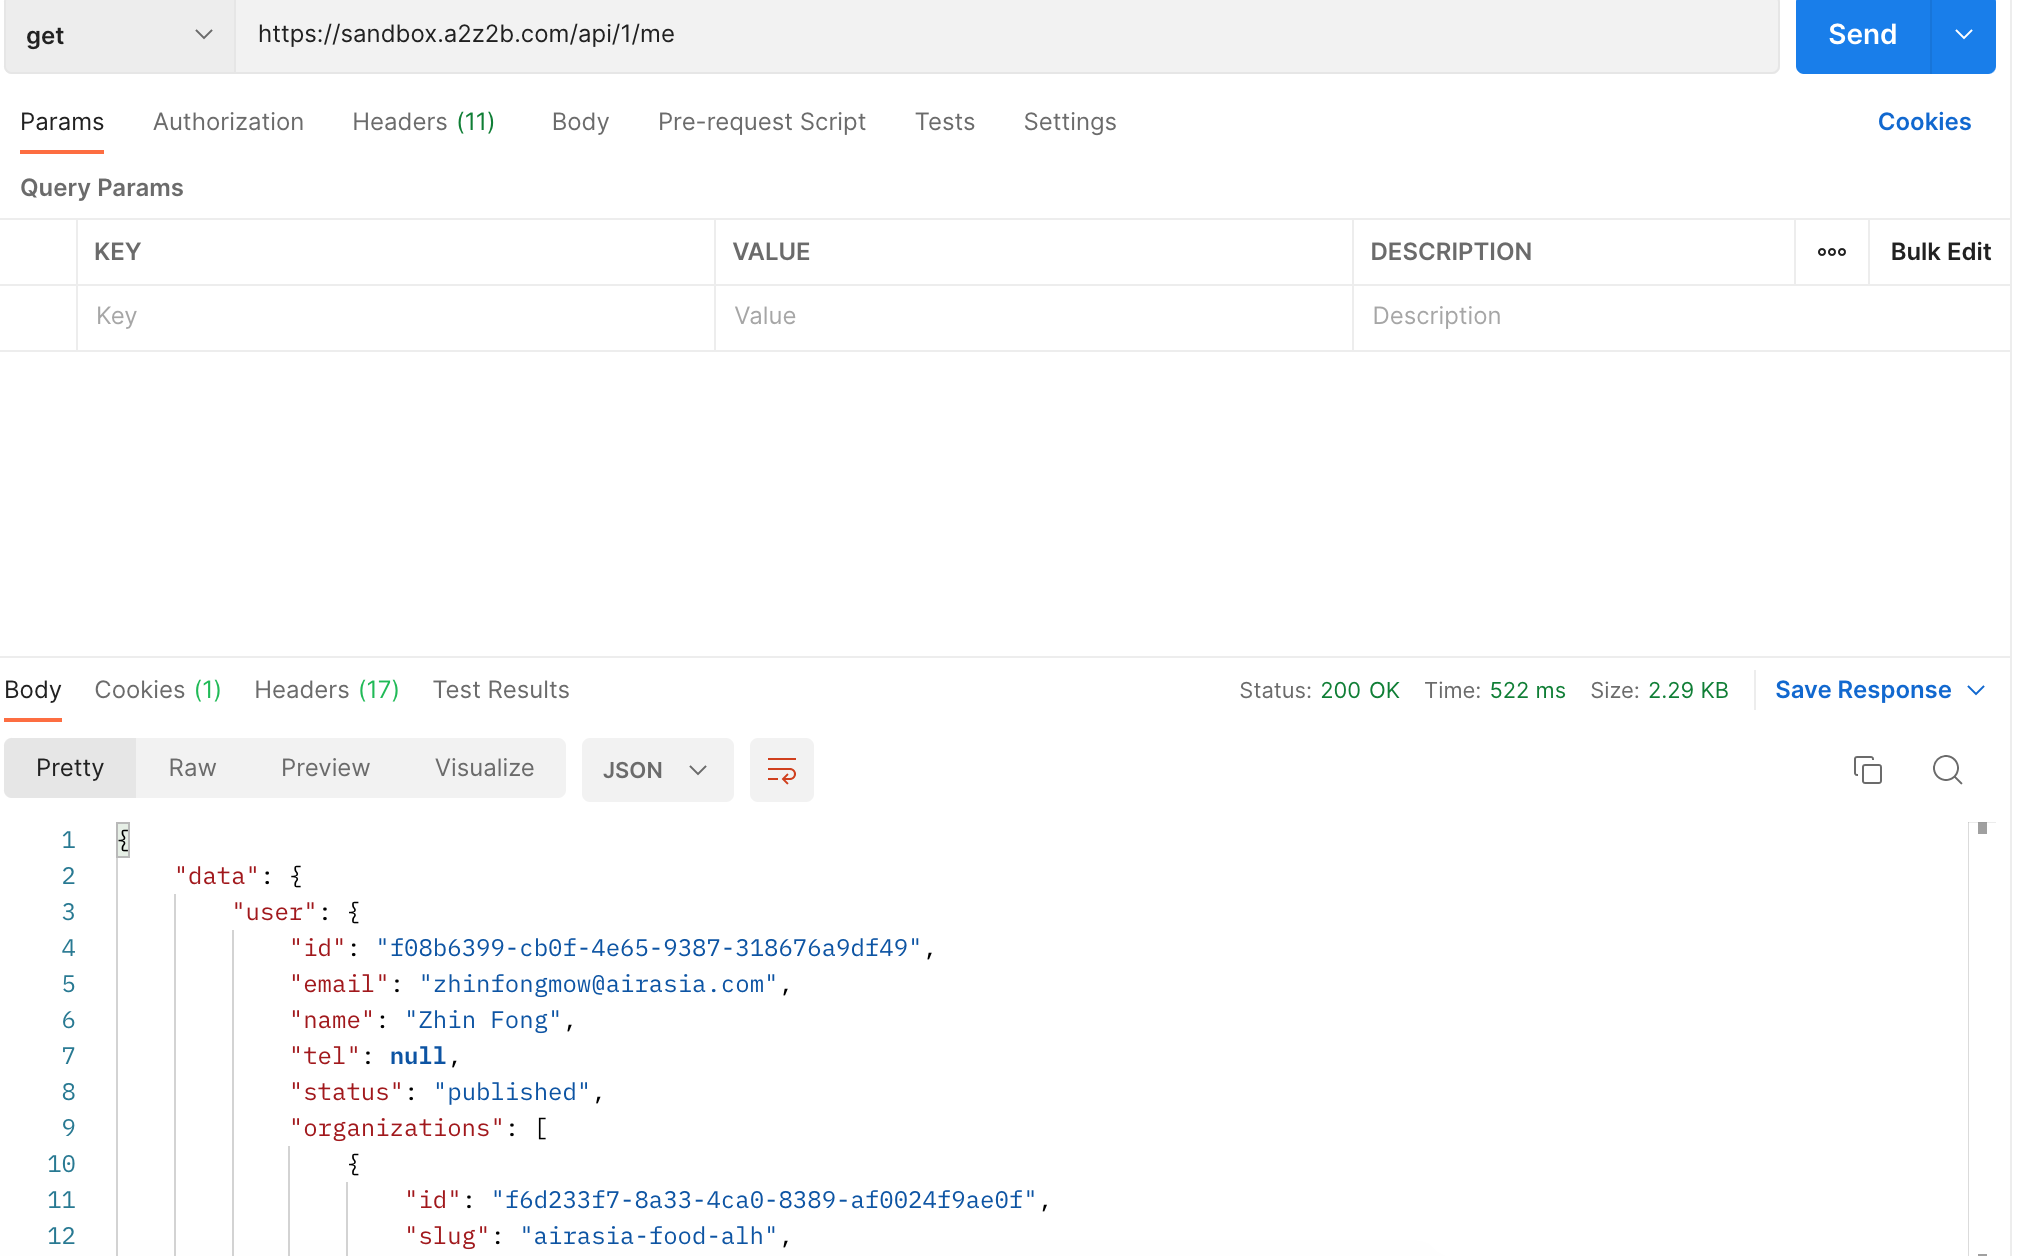 get https://sandbox.a2z2b.com/api/1/me Send
Params Authorization Headers (11) Body Pre-request Script Tests Settings Cookies
Query Params
KEY VALUE DESCRIPTION Bulk Edit
Key Value Description
Body Cookies (1) Headers (17) Test Results Status: 200 OK Time: 522 ms Size: 2.29 KB Save Response
Pretty Raw Preview Visualize JSON
1 {
2 "data": {
3 "user": {
4 "id": "f08b6399-cb0f-4e65-9387-318676a9df49",
5 "email": "zhinfongmow@airasia.com",
6 "name": "Zhin Fong",
7 "tel": null,
8 "status": "published",
9 "organizations": [
10 {
11 "id": "f6d233f7-8a33-4ca0-8389-af0024f9ae0f",
12 "slug": "airasia-food-alh",